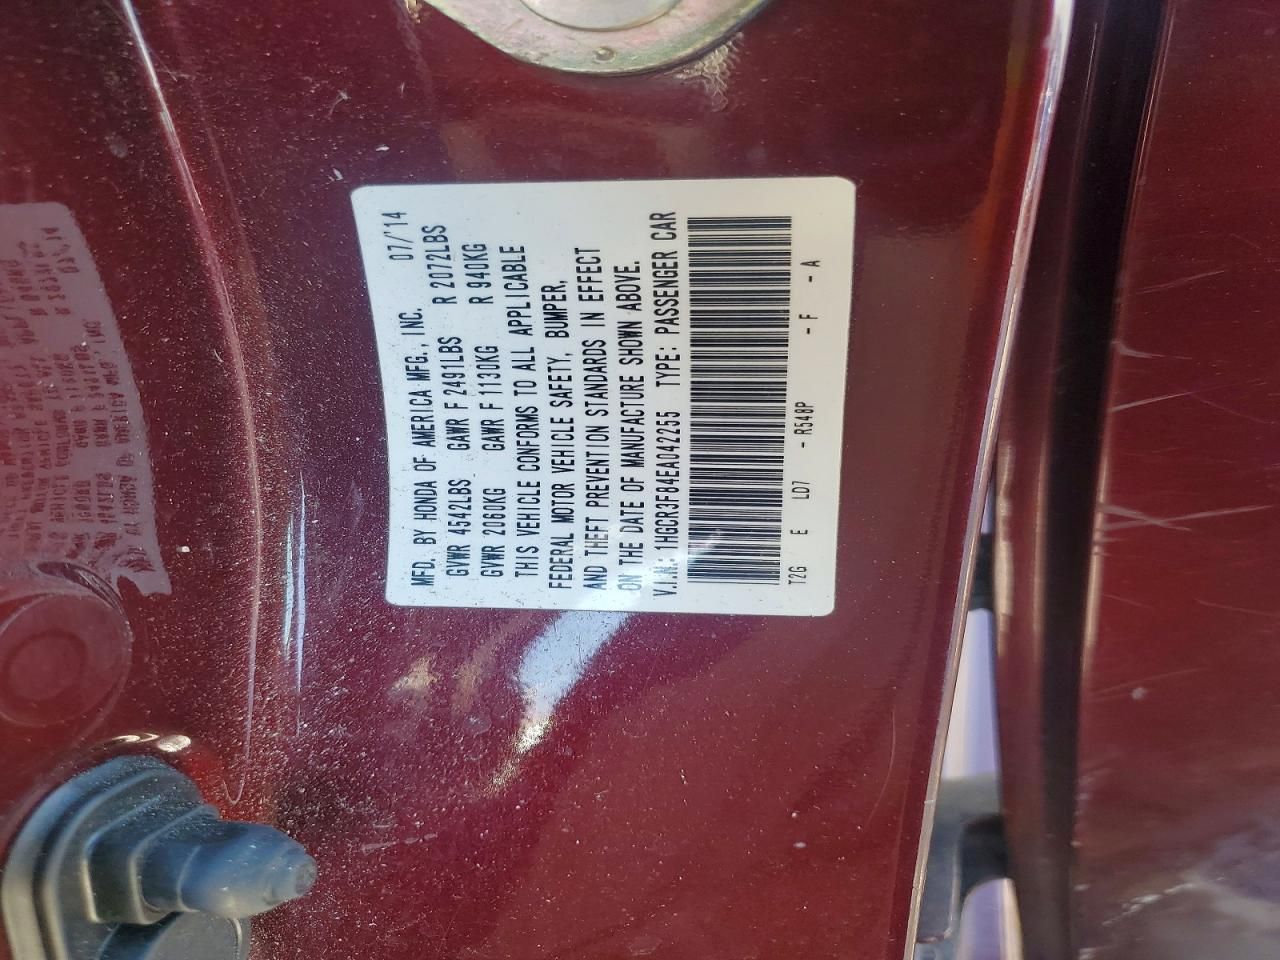 MFD. BY HONDA OF AMERICA MFG., INC. 07/'14
GVWR 4542LBS GAWR F 2491LBS R 2072LBS
GVWR 2060KG GAWR F 1130KG R 940KG
THIS VEHICLE CONFORMS TO ALL APPLICABLE
FEDERAL MOTOR VEHICLE SAFETY, BUMPER,
AND THEFT PREVENTION STANDARDS IN EFFECT
ON THE DATE OF MANUFACTURE SHOWN ABOVE.
V.I.N.: 1HGCR3F84EA042255 TYPE: PASSENGER CAR
T2G E LD7 - R548P - F - A